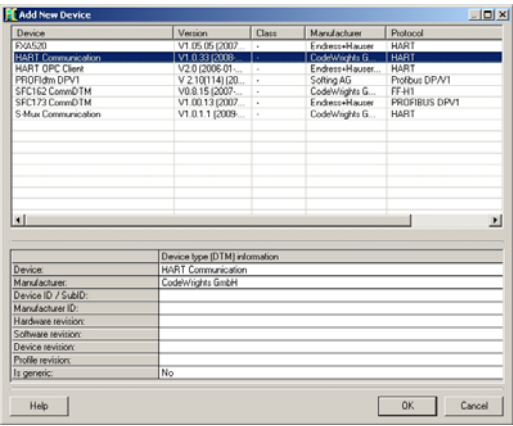 Add New Device
Device Version Class Manufacturer Protocol
FXA520 V1.05.05 (2007... - Endress+Hauser HART
HART Communication V1.0.33 (2008-... - CodeWrights G... HART
HART OPC Client V2.0 (2006-01-... - Endress+Hauser... HART
PROFIdtm DPV1 V 2.10(114) (20... - Softing AG Profibus DP/V1
SFC162 CommDTM V0.8.15 (2007-... - CodeWrights G... FF-H1
SFC173 CommDTM V1.00.13 (2007... - Endress+Hauser PROFIBUS DPV1
S-Mux Communication V1.0.1.1 (2009-... - CodeWrights G... HART
Device type (DTM) information
Device: HART Communication
Manufacturer: CodeWrights GmbH
Device ID / SubID:
Manufacturer ID:
Hardware revision:
Software revision:
Device revision:
Profile revision:
Is generic: No
Help OK Cancel